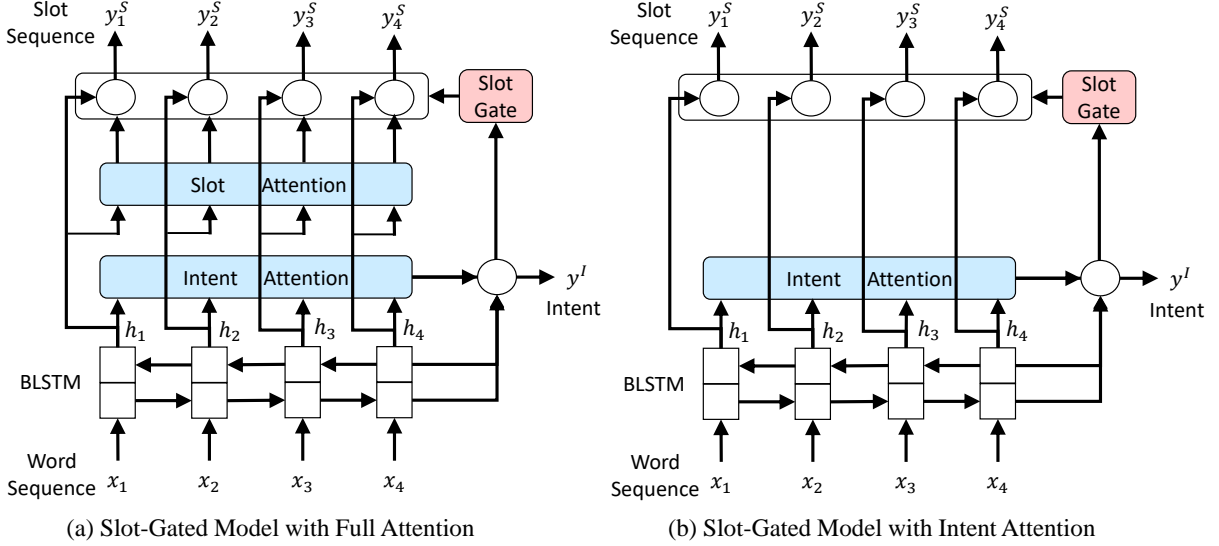 Slot
Sequence
y_1^S y_2^S y_3^S y_4^S
Slot
Gate
Slot Attention
Intent Attention
y^I
Intent
h_1 h_2 h_3 h_4
BLSTM
Word
Sequence
x_1 x_2 x_3 x_4
(a) Slot-Gated Model with Full Attention
Slot
Sequence
y_1^S y_2^S y_3^S y_4^S
Slot
Gate
Intent Attention
y^I
Intent
h_1 h_2 h_3 h_4
BLSTM
Word
Sequence
x_1 x_2 x_3 x_4
(b) Slot-Gated Model with Intent Attention